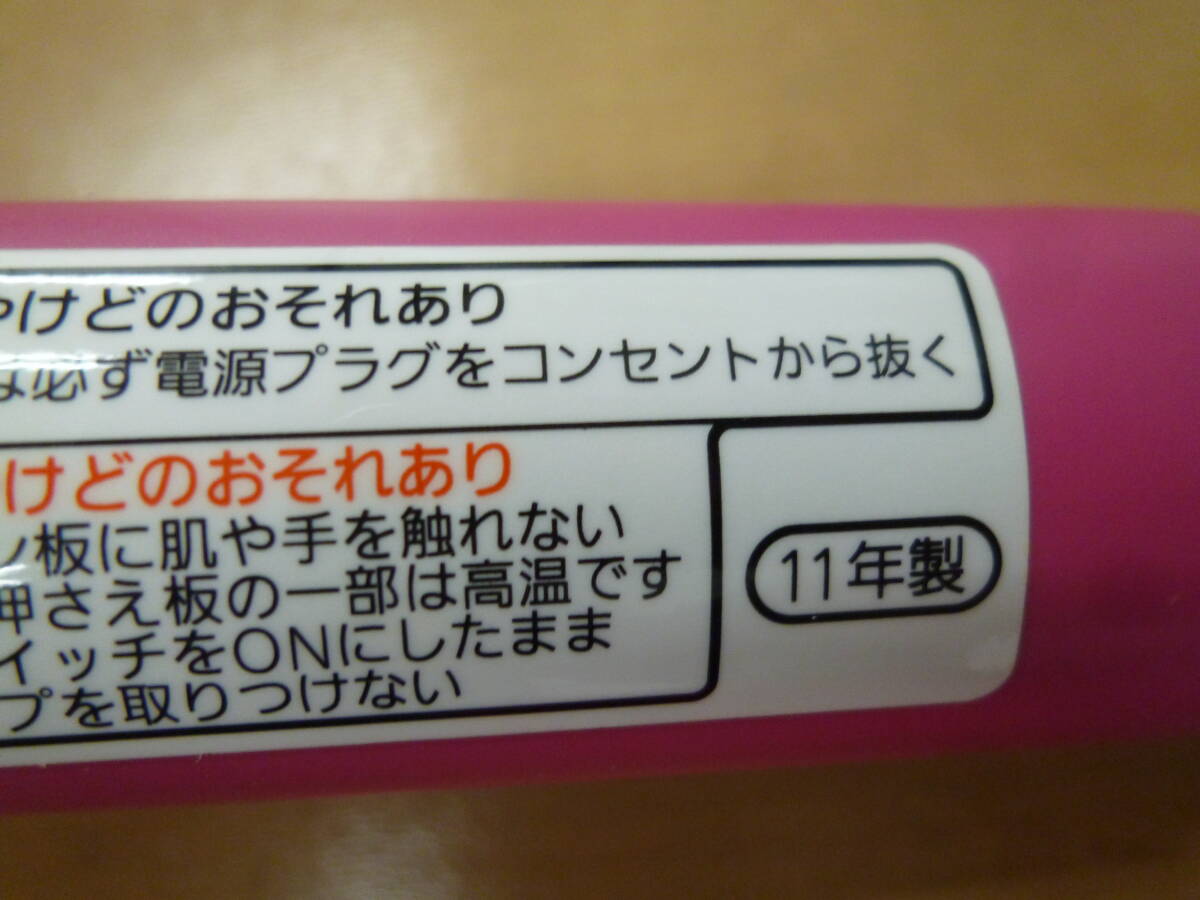 やけどのおそれあり
は必ず電源プラグをコンセントから抜く
けどのおそれあり
ン板に肌や手を触れない
押さえ板の一部は高温です
イッチをONにしたまま
プを取りつけない
11年製